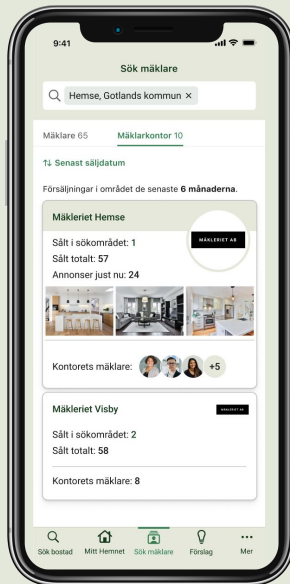 9:41
Sök mäklare
Hemse, Gotlands kommun ×
Mäklare 65 Mäklarkontor 10
Senast säljdatum
Försäljningar i området de senaste 6 månaderna.
Mäkleriet Hemse
MÄKLERIET AB
Sålt i sökområdet: 1
Sålt totalt: 57
Annonser just nu: 24
Kontorets mäklare: +5
Mäkleriet Visby
MÄKLERIET AB
Sålt i sökområdet: 2
Sålt totalt: 58
Kontorets mäklare: 8
Sök bostad Mitt Hemnet Sök mäklare Förslag Mer